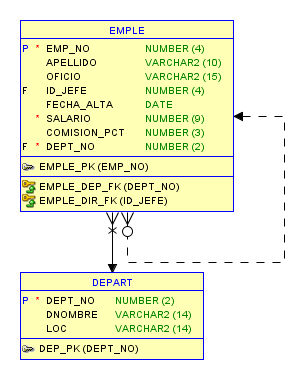 EMPLE
P * EMP_NO NUMBER (4)
APELLIDO VARCHAR2 (10)
OFICIO VARCHAR2 (15)
F ID_JEFE NUMBER (4)
FECHA_ALTA DATE
* SALARIO NUMBER (9)
COMISION_PCT NUMBER (3)
F * DEPT_NO NUMBER (2)
EMPLE_PK (EMP_NO)
EMPLE_DEP_FK (DEPT_NO)
EMPLE_DIR_FK (ID_JEFE)
DEPART
P * DEPT_NO NUMBER (2)
DNOMBRE VARCHAR2 (14)
LOC VARCHAR2 (14)
DEP_PK (DEPT_NO)